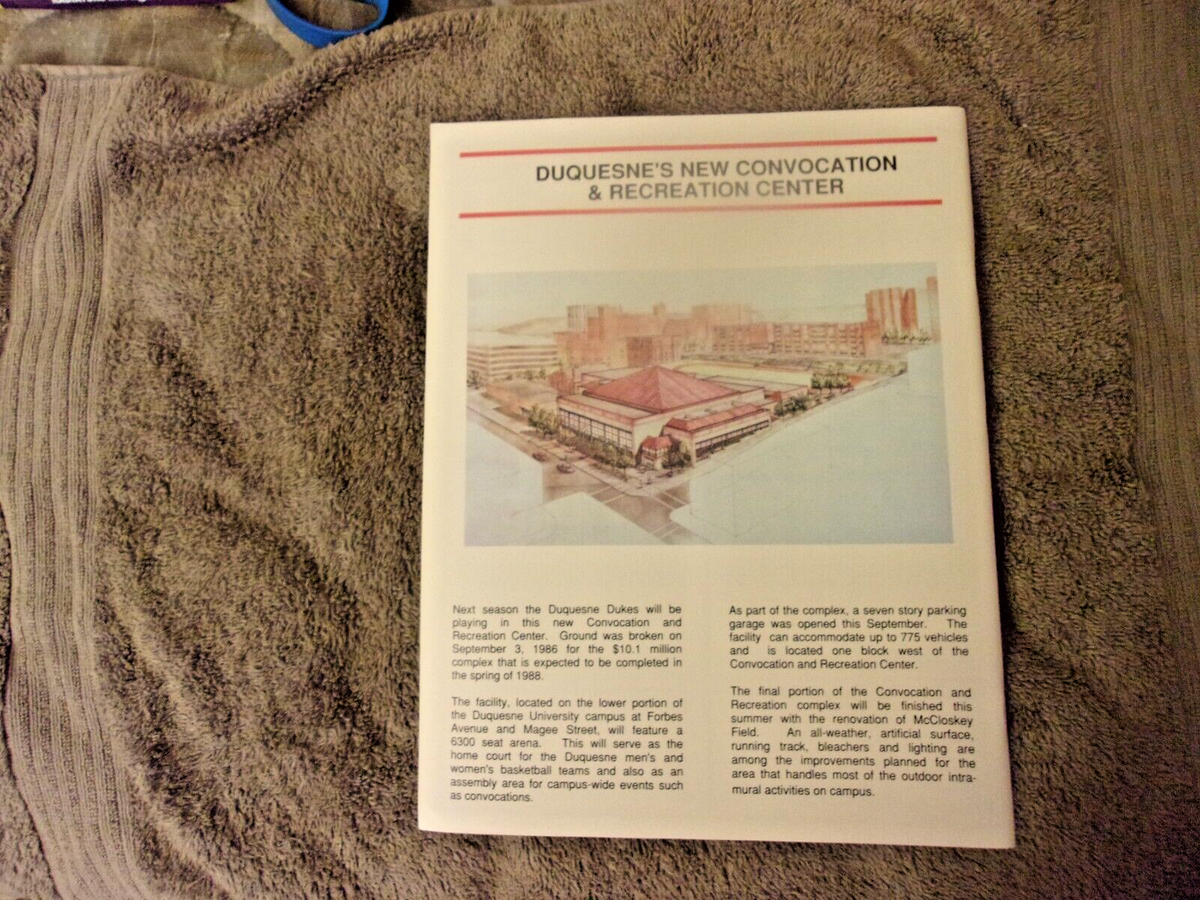 DUQUESNE'S NEW CONVOCATION
& RECREATION CENTER
Next season the Duquesne Dukes will be
playing in this new Convocation and
Recreation Center. Ground was broken on
September 3, 1986 for the $10.1 million
complex that is expected to be completed in
the spring of 1988.
The facility, located on the lower portion of
the Duquesne University campus at Forbes
Avenue and Magee Street, will feature a
6300 seat arena. This will serve as the
home court for the Duquesne men's and
women's basketball teams and also as an
assembly area for campus-wide events such
as convocations.
As part of the complex, a seven story parking
garage was opened this September. The
facility can accommodate up to 775 vehicles
and is located one block west of the
Convocation and Recreation Center.
The final portion of the Convocation and
Recreation complex will be finished this
summer with the renovation of McCloskey
Field. An all-weather, artificial surface,
running track, bleachers and lighting are
among the improvements planned for the
area that handles most of the outdoor intra-
mural activities on campus.